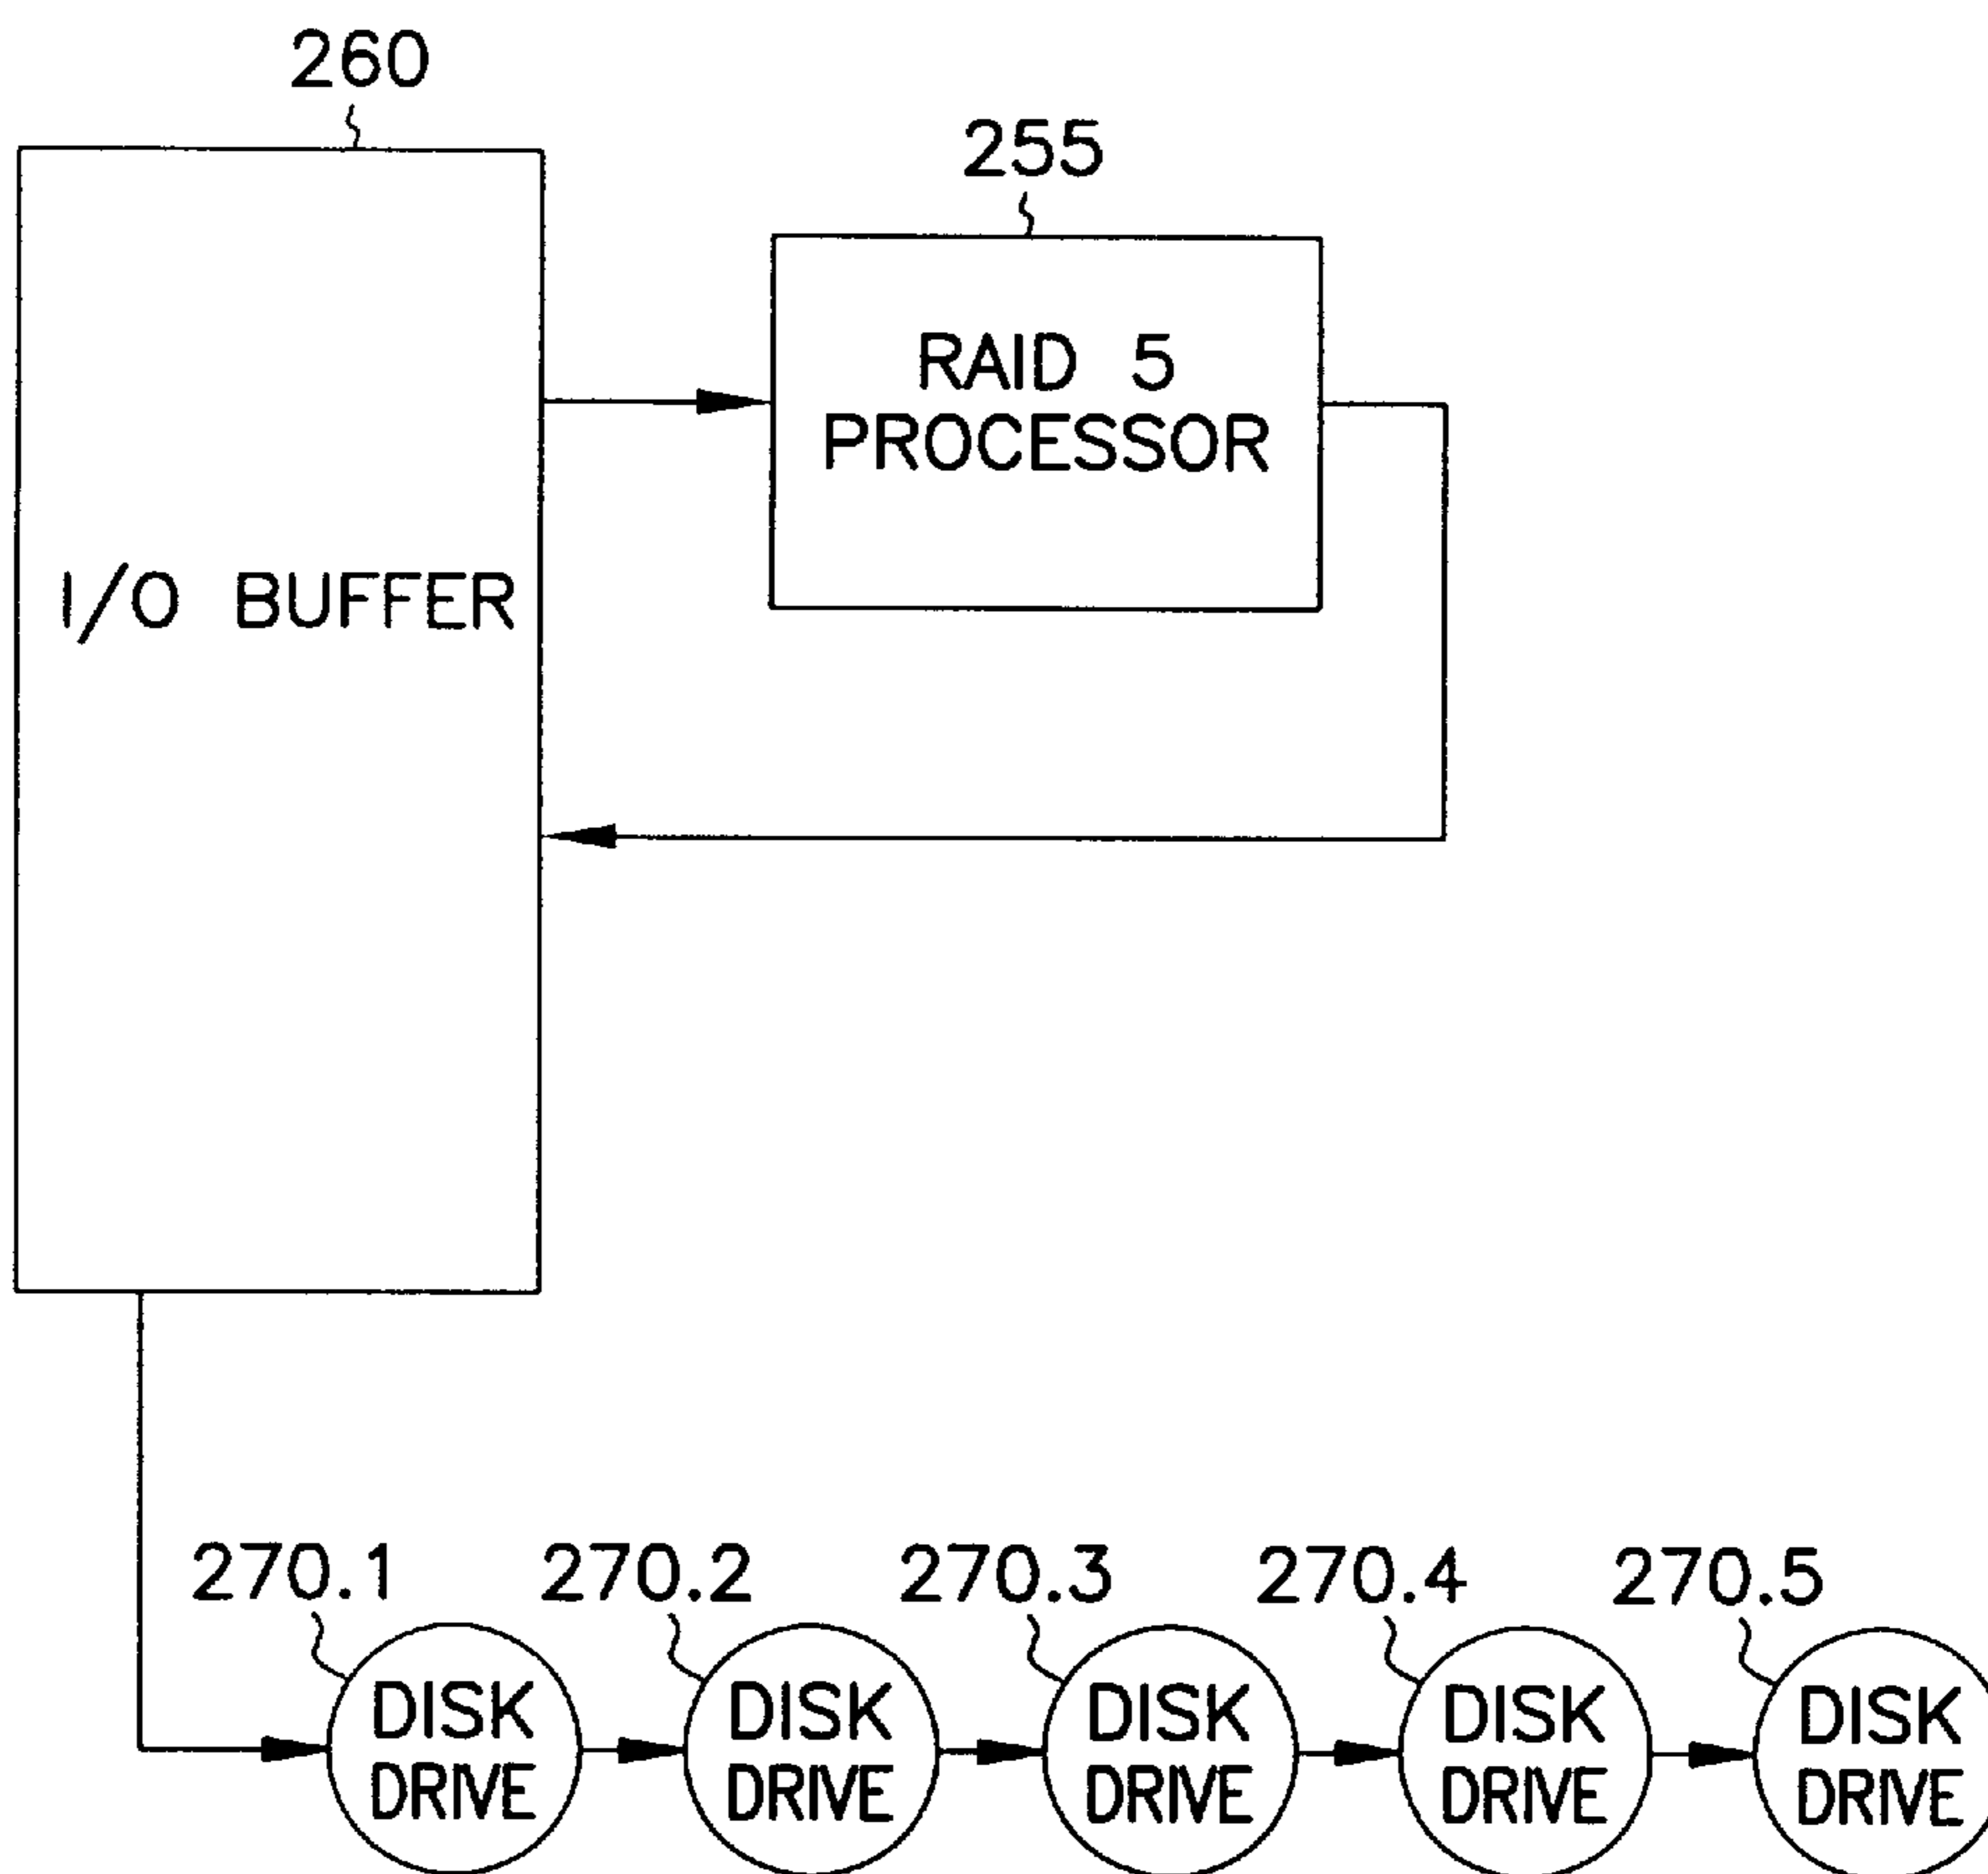 260
255
RAID 5
PROCESSOR
I/O BUFFER
270.1 270.2 270.3 270.4 270.5
DISK DISK DISK DISK DISK
DRIVE DRIVE DRIVE DRIVE DRIVE